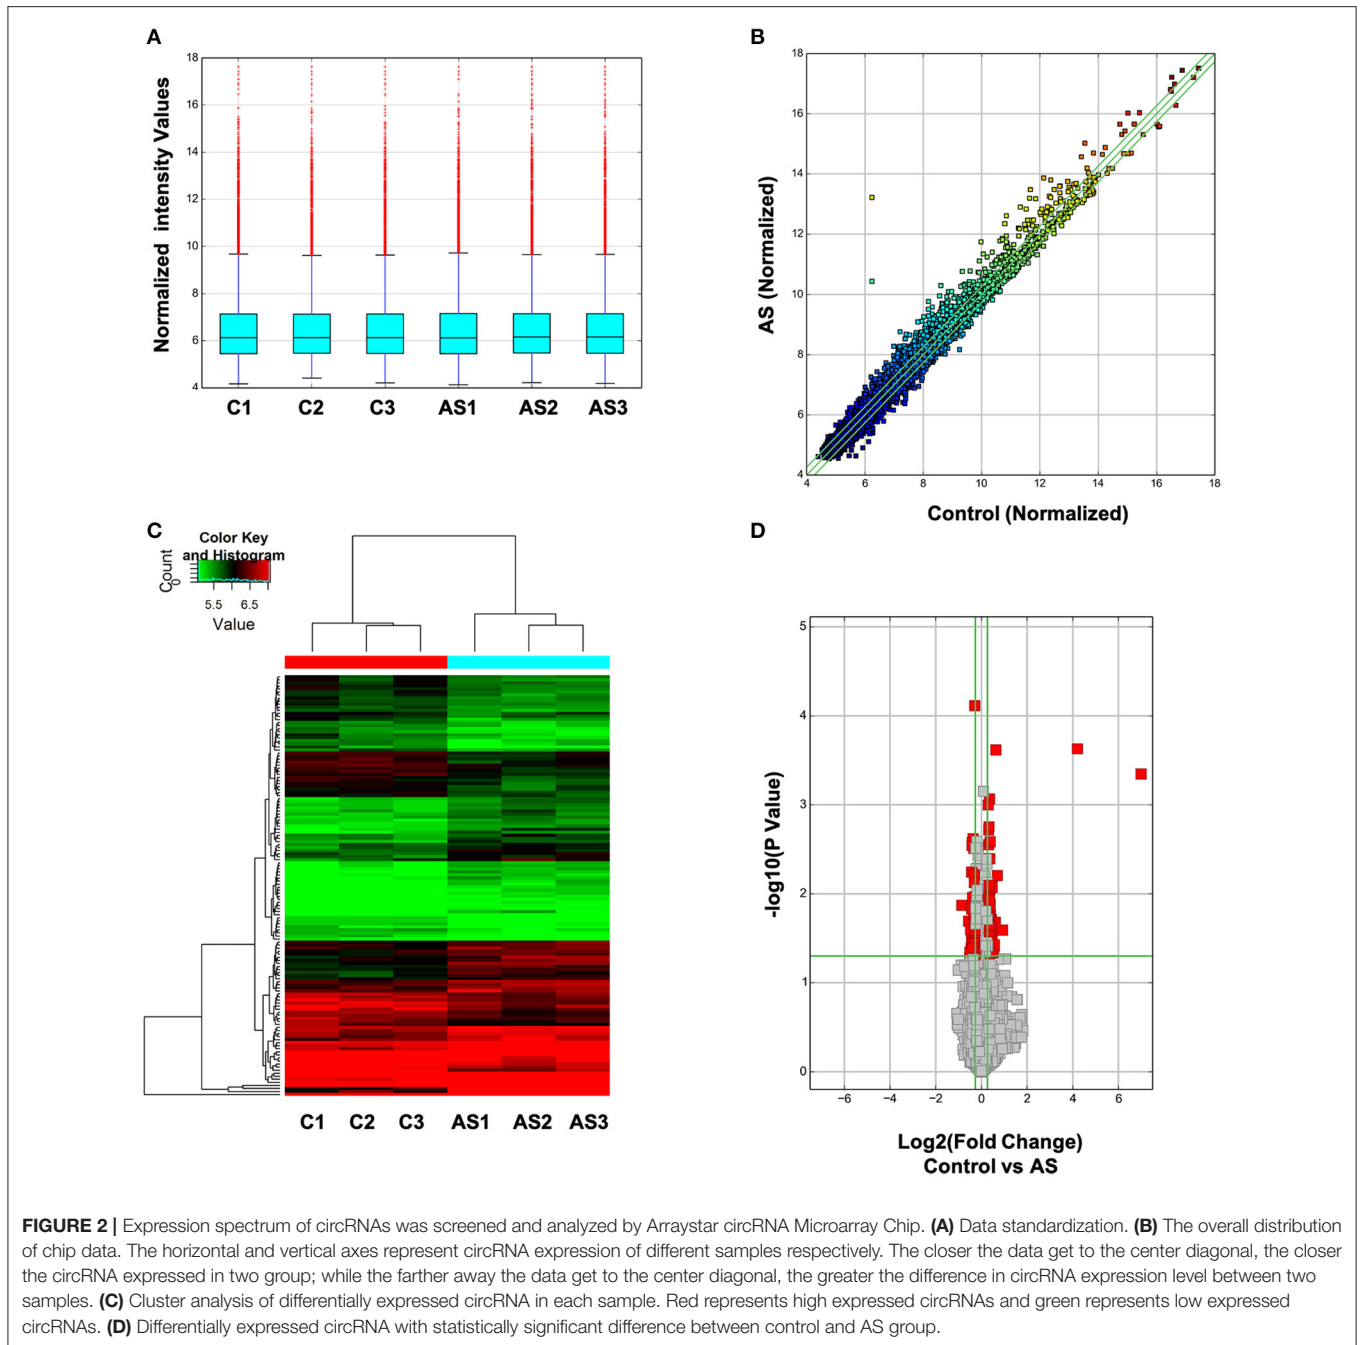 A
Normalized intensity Values
18
16
14
12
10
8
6
4
C1 C2 C3 AS1 AS2 AS3
B
AS (Normalized)
18
16
14
12
10
8
6
4
4 6 8 10 12 14 16 18
Control (Normalized)
C
Color Key
and Histogram
Count
0
5.5 6.5
Value
C1 C2 C3 AS1 AS2 AS3
D
-log10(P Value)
5
4
3
2
1
0
−6 −4 −2 0 2 4 6
Log2(Fold Change)
Control vs AS
FIGURE 2 | Expression spectrum of circRNAs was screened and analyzed by Arraystar circRNA Microarray Chip. (A) Data standardization. (B) The overall distribution
of chip data. The horizontal and vertical axes represent circRNA expression of different samples respectively. The closer the data get to the center diagonal, the closer
the circRNA expressed in two group; while the farther away the data get to the center diagonal, the greater the difference in circRNA expression level between two
samples. (C) Cluster analysis of differentially expressed circRNA in each sample. Red represents high expressed circRNAs and green represents low expressed
circRNAs. (D) Differentially expressed circRNA with statistically significant difference between control and AS group.